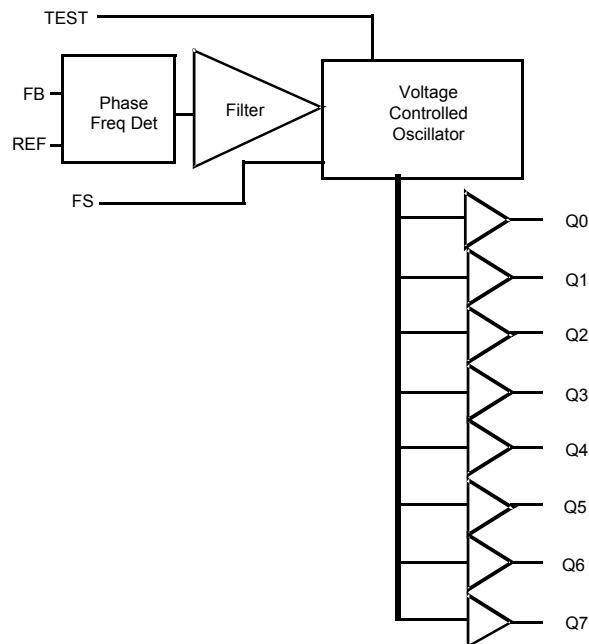 TEST
FB
REF
Phase
Freq Det
Filter
Voltage
Controlled
Oscillator
FS
Q0
Q1
Q2
Q3
Q4
Q5
Q6
Q7